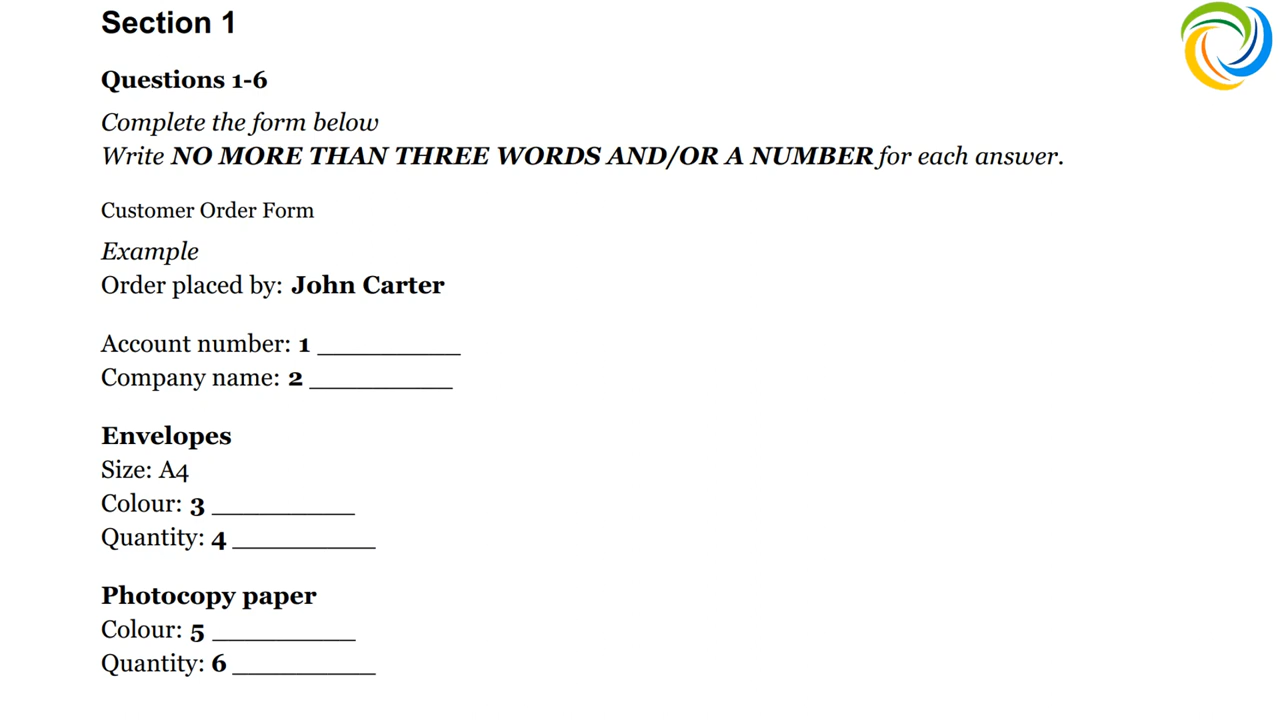 Section 1
Questions 1-6
Complete the form below
Write NO MORE THAN THREE WORDS AND/OR A NUMBER for each answer.
Customer Order Form
Example
Order placed by: John Carter
Account number: 1 ___________
Company name: 2 ___________
Envelopes
Size: A4
Colour: 3 ___________
Quantity: 4 ___________
Photocopy paper
Colour: 5 ___________
Quantity: 6 ___________